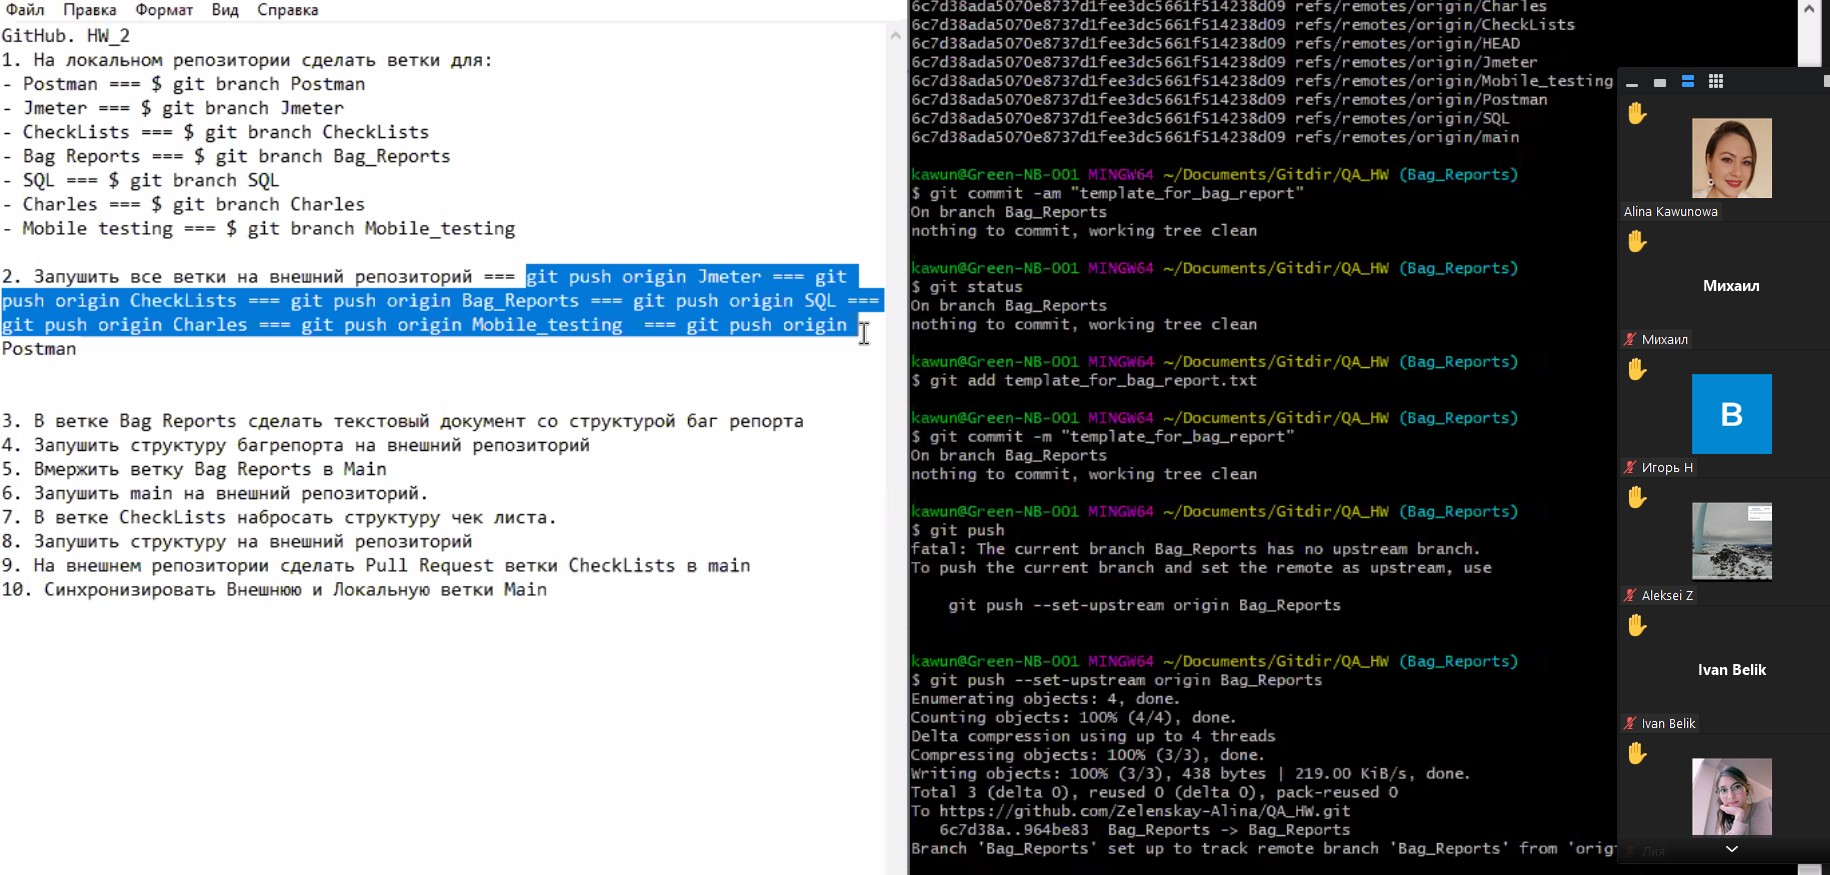 Файл Правка Формат Вид Справка
GitHub. HW_2
1. На локальном репозитории сделать ветки для:
- Postman === $ git branch Postman
- Jmeter === $ git branch Jmeter
- CheckLists === $ git branch CheckLists
- Bag Reports === $ git branch Bag_Reports
- SQL === $ git branch SQL
- Charles === $ git branch Charles
- Mobile testing === $ git branch Mobile_testing
2. Запушить все ветки на внешний репозиторий === git push origin Jmeter === git
push origin CheckLists === git push origin Bag_Reports === git push origin SQL ===
git push origin Charles === git push origin Mobile_testing  === git push origin
Postman
3. В ветке Bag Reports сделать текстовый документ со структурой баг репорта
4. Запушить структуру багрепорта на внешний репозиторий
5. Вмержить ветку Bag Reports в Main
6. Запушить main на внешний репозиторий.
7. В ветке CheckLists набросать структуру чек листа.
8. Запушить структуру на внешний репозиторий
9. На внешнем репозитории сделать Pull Request ветки CheckLists в main
10. Синхронизировать Внешнюю и Локальную ветки Main
6c7d38ada5070e8737d1fee3dc5661f514238d09 refs/remotes/origin/Charles
6c7d38ada5070e8737d1fee3dc5661f514238d09 refs/remotes/origin/CheckLists
6c7d38ada5070e8737d1fee3dc5661f514238d09 refs/remotes/origin/HEAD
6c7d38ada5070e8737d1fee3dc5661f514238d09 refs/remotes/origin/Jmeter
6c7d38ada5070e8737d1fee3dc5661f514238d09 refs/remotes/origin/Mobile_testing
6c7d38ada5070e8737d1fee3dc5661f514238d09 refs/remotes/origin/Postman
6c7d38ada5070e8737d1fee3dc5661f514238d09 refs/remotes/origin/SQL
6c7d38ada5070e8737d1fee3dc5661f514238d09 refs/remotes/origin/main
kawun@Green-NB-001 MINGW64 ~/Documents/Gitdir/QA_HW (Bag_Reports)
$ git commit -am "template_for_bag_report"
On branch Bag_Reports
nothing to commit, working tree clean
kawun@Green-NB-001 MINGW64 ~/Documents/Gitdir/QA_HW (Bag_Reports)
$ git status
On branch Bag_Reports
nothing to commit, working tree clean
kawun@Green-NB-001 MINGW64 ~/Documents/Gitdir/QA_HW (Bag_Reports)
$ git add template_for_bag_report.txt
kawun@Green-NB-001 MINGW64 ~/Documents/Gitdir/QA_HW (Bag_Reports)
$ git commit -m "template_for_bag_report"
On branch Bag_Reports
nothing to commit, working tree clean
kawun@Green-NB-001 MINGW64 ~/Documents/Gitdir/QA_HW (Bag_Reports)
$ git push
fatal: The current branch Bag_Reports has no upstream branch.
To push the current branch and set the remote as upstream, use
git push --set-upstream origin Bag_Reports
kawun@Green-NB-001 MINGW64 ~/Documents/Gitdir/QA_HW (Bag_Reports)
$ git push --set-upstream origin Bag_Reports
Enumerating objects: 4, done.
Counting objects: 100% (4/4), done.
Delta compression using up to 4 threads
Compressing objects: 100% (3/3), done.
Writing objects: 100% (3/3), 438 bytes | 219.00 KiB/s, done.
Total 3 (delta 0), reused 0 (delta 0), pack-reused 0
To https://github.com/Zelenskay-Alina/QA_HW.git
6c7d38a..964be83  Bag_Reports -> Bag_Reports
Branch 'Bag_Reports' set up to track remote branch 'Bag_Reports' from 'orig
Alina Kawunowa
Михаил
Михаил
B
Игорь Н
Aleksei Z
Ivan Belik
Ivan Belik
Лия